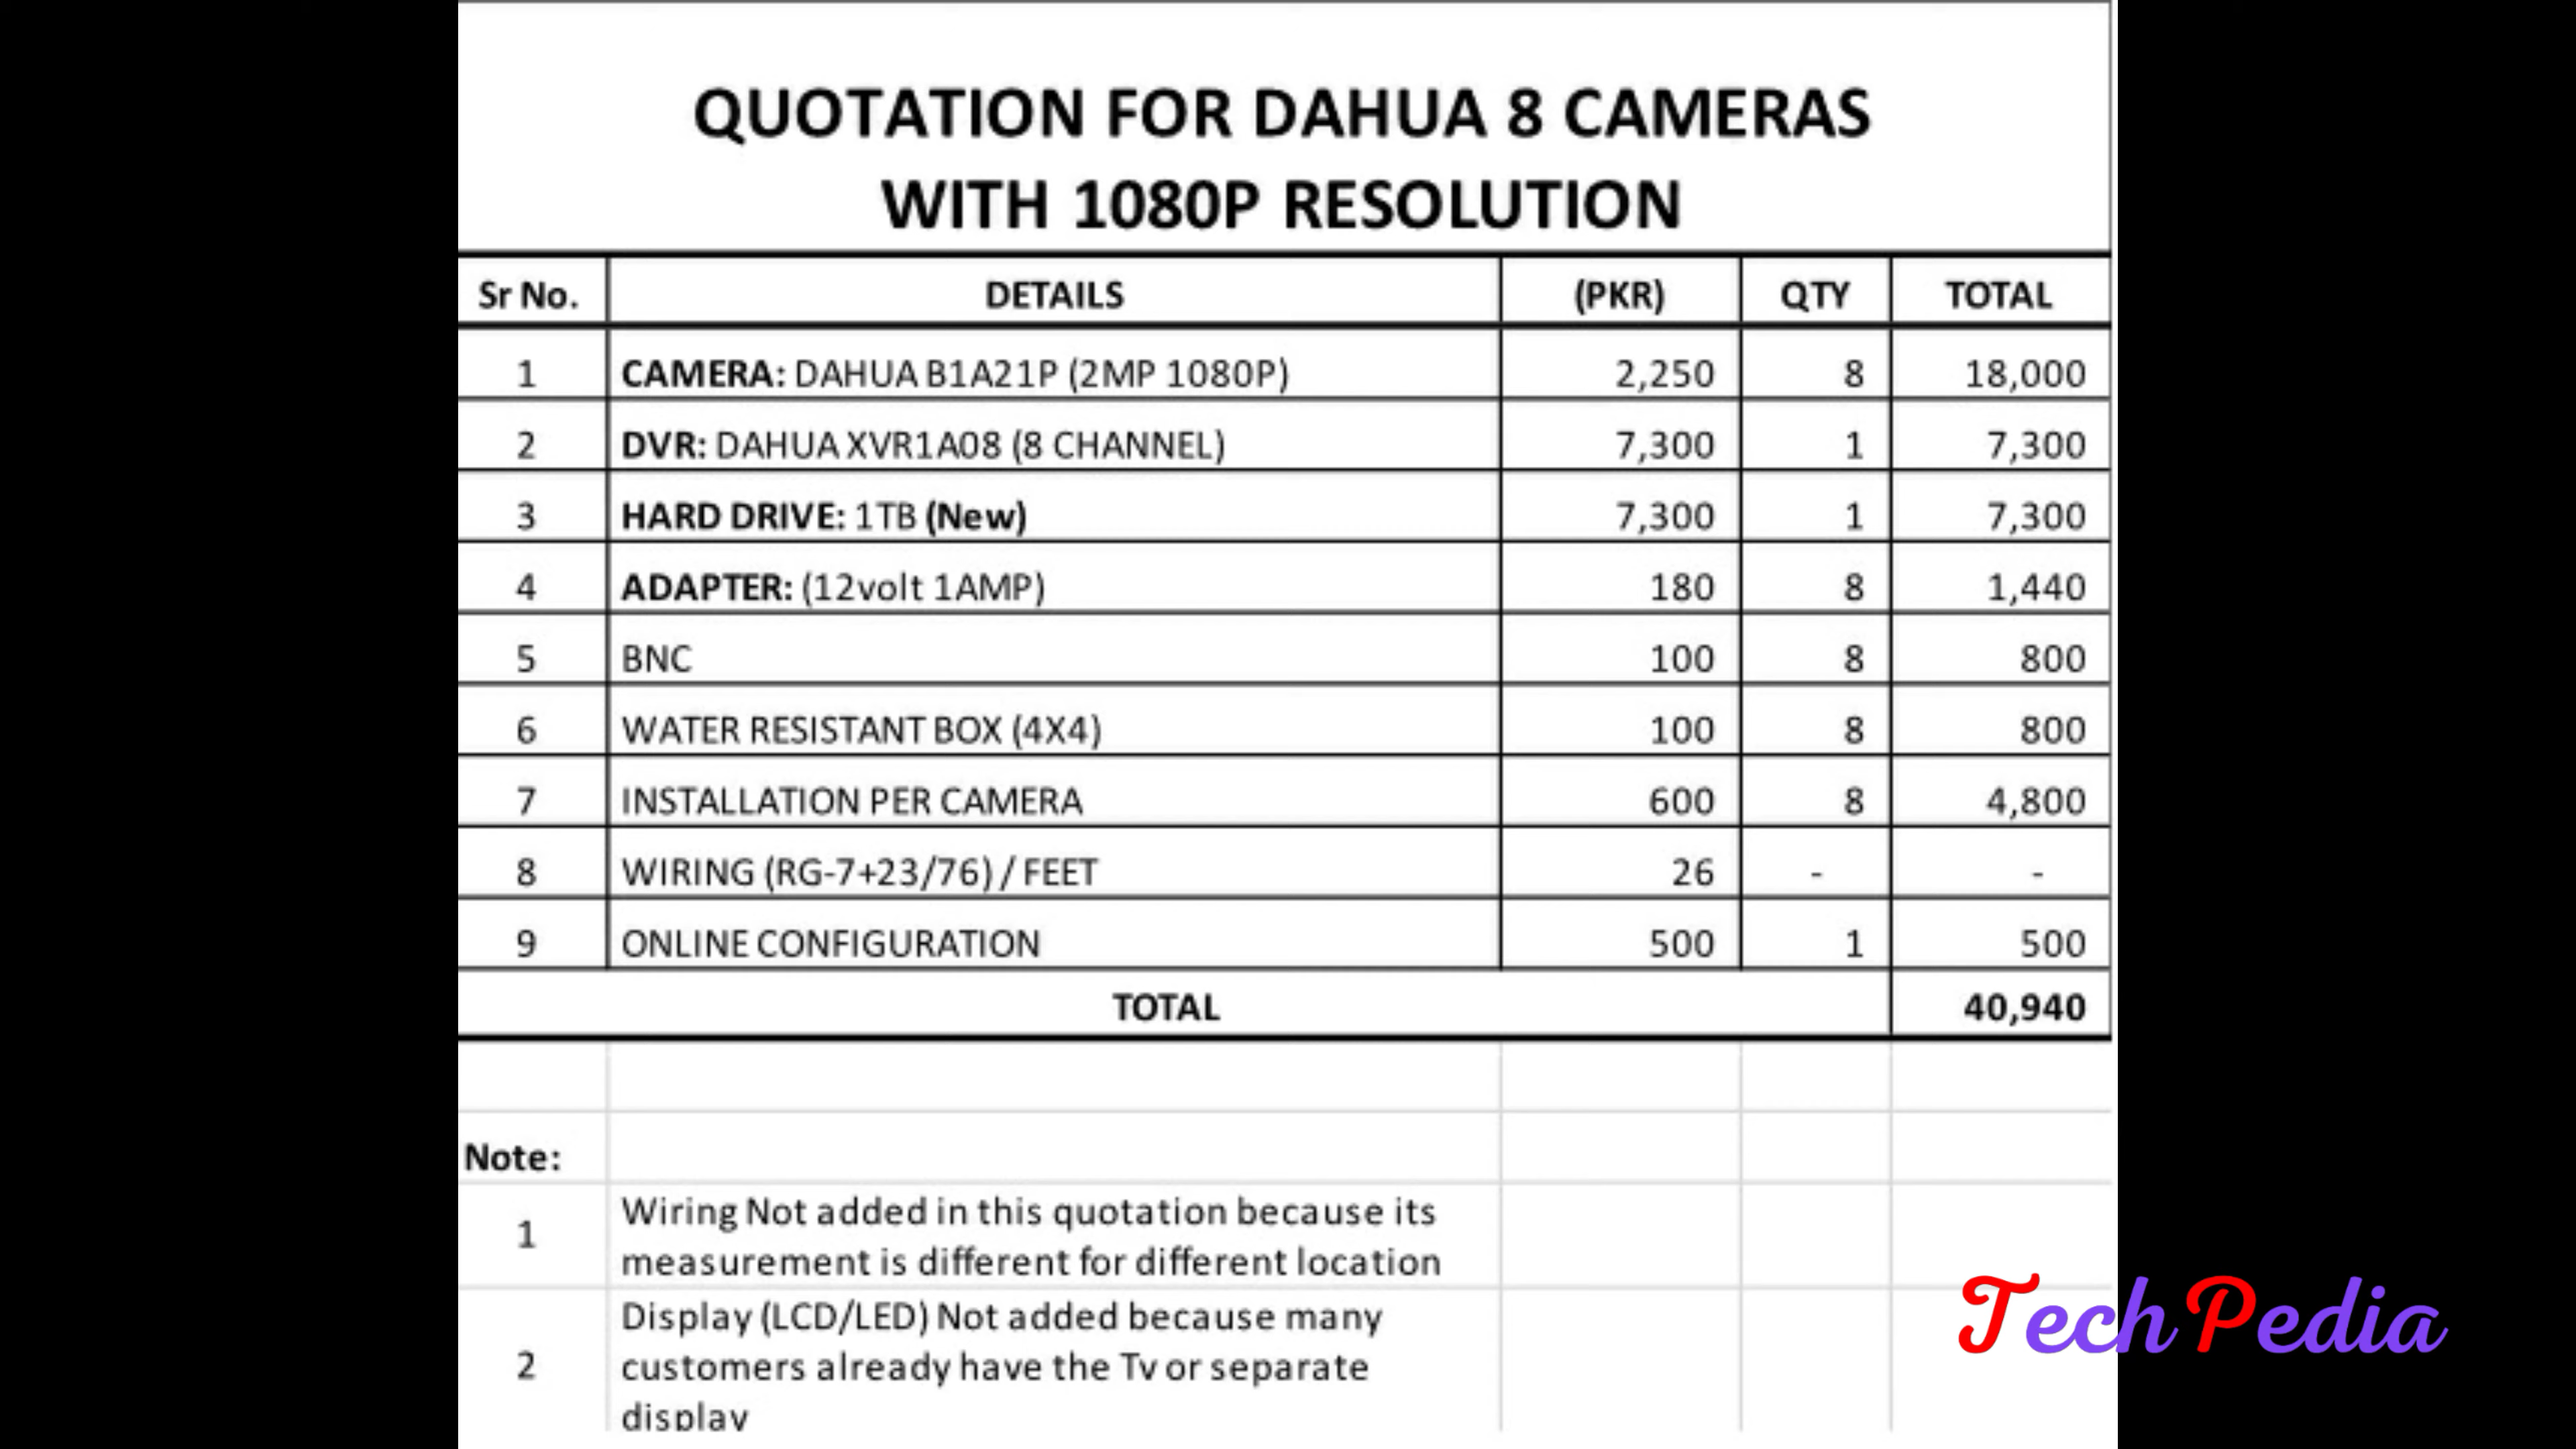 QUOTATION FOR DAHUA 8 CAMERAS
WITH 1080P RESOLUTION
Sr No. DETAILS (PKR) QTY TOTAL
1 CAMERA: DAHUA B1A21P (2MP 1080P) 2,250 8 18,000
2 DVR: DAHUA XVR1A08 (8 CHANNEL) 7,300 1 7,300
3 HARD DRIVE: 1TB (New) 7,300 1 7,300
4 ADAPTER: (12volt 1AMP) 180 8 1,440
5 BNC 100 8 800
6 WATER RESISTANT BOX (4X4) 100 8 800
7 INSTALLATION PER CAMERA 600 8 4,800
8 WIRING (RG-7+23/76) / FEET 26 - -
9 ONLINE CONFIGURATION 500 1 500
TOTAL 40,940
Note:
1 Wiring Not added in this quotation because its
measurement is different for different location
2 Display (LCD/LED) Not added because many
customers already have the Tv or separate
display
TechPedia